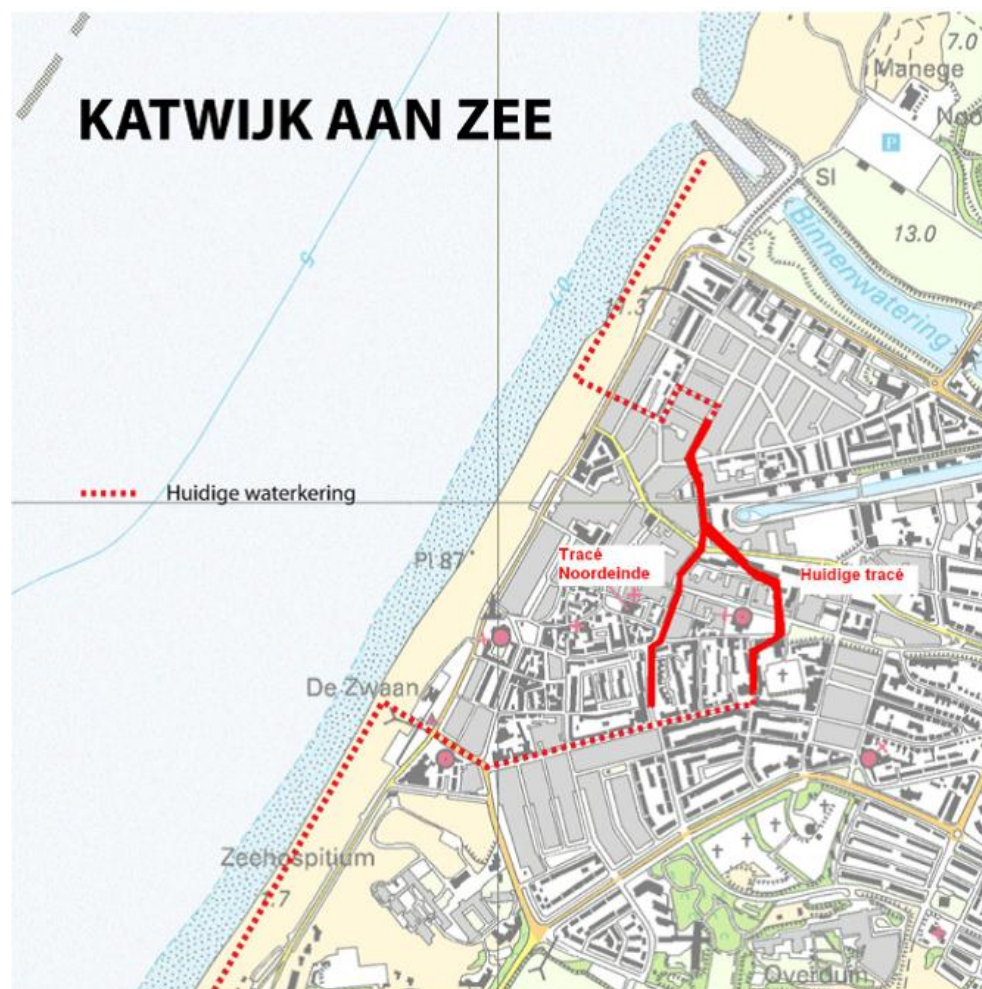 7.0
Manege
KATWIJK AAN ZEE
P
SI
13.0
Binnenwatering
Huidige waterkering
Pl 87
Tracé
Noordeinde
Huidige tracé
De Zwaan
Zeehospitium
Overduin